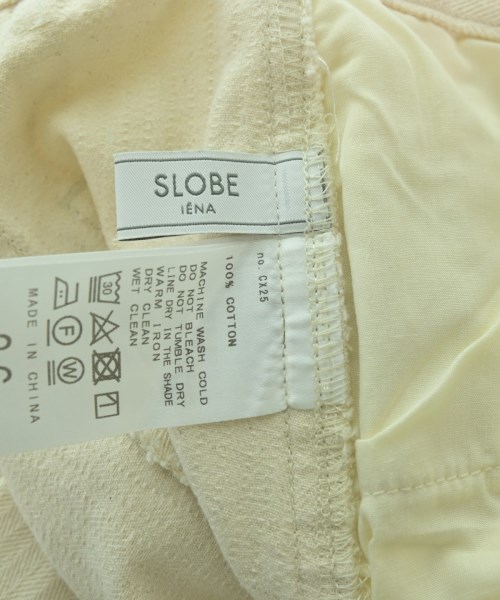 SLOBE
IÉNA
no. CX25
100% COTTON
MACHINE WASH COLD
DO NOT BLEACH
DO NOT TUMBLE DRY
LINE DRY IN THE SHADE
WARM IRON
DRY CLEAN
WET CLEAN
30
F
W
MADE IN CHINA